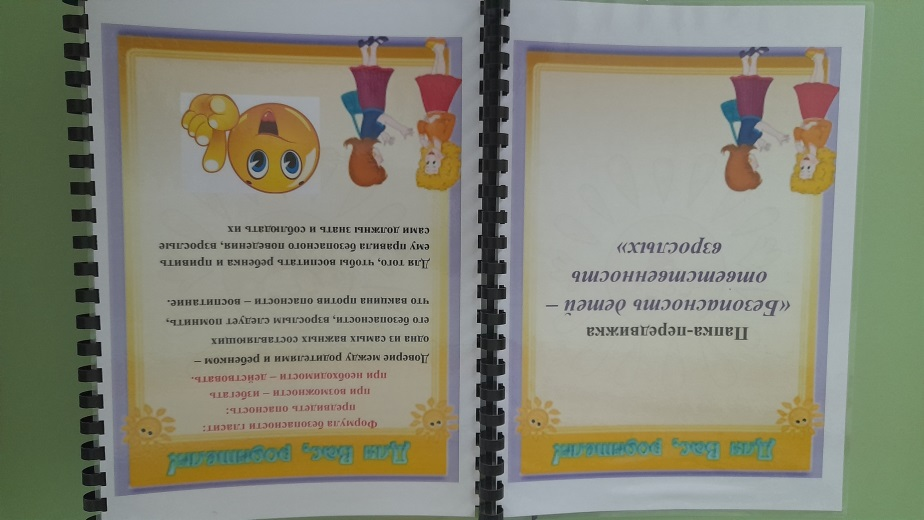 Для Вас, родители!
Папка-передвижка
«Безопасность детей –
ответственность
взрослых»
Для Вас, родители!
Формула безопасности гласит:
предвидеть опасность;
при возможности – избегать
при необходимости – действовать.
Доверие между родителями и ребенком –
одна из самых важных составляющих
его безопасности, взрослым следует помнить,
что вакцина против опасности – воспитание.
Для того, чтобы воспитать ребенка и привить
ему правила безопасного поведения, взрослые
сами должны знать и соблюдать их